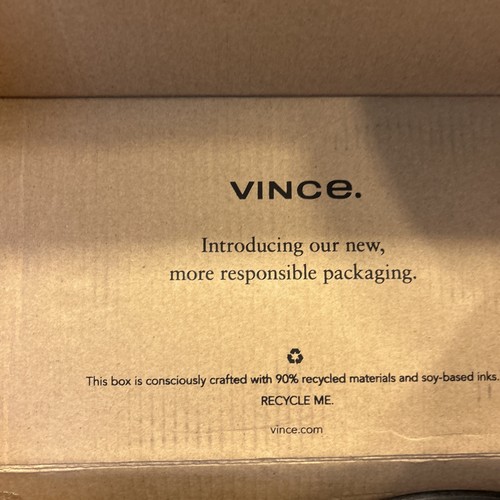 VINCe.
Introducing our new,
more responsible packaging.
This box is consciously crafted with 90% recycled materials and soy-based inks.
RECYCLE ME.
vince.com